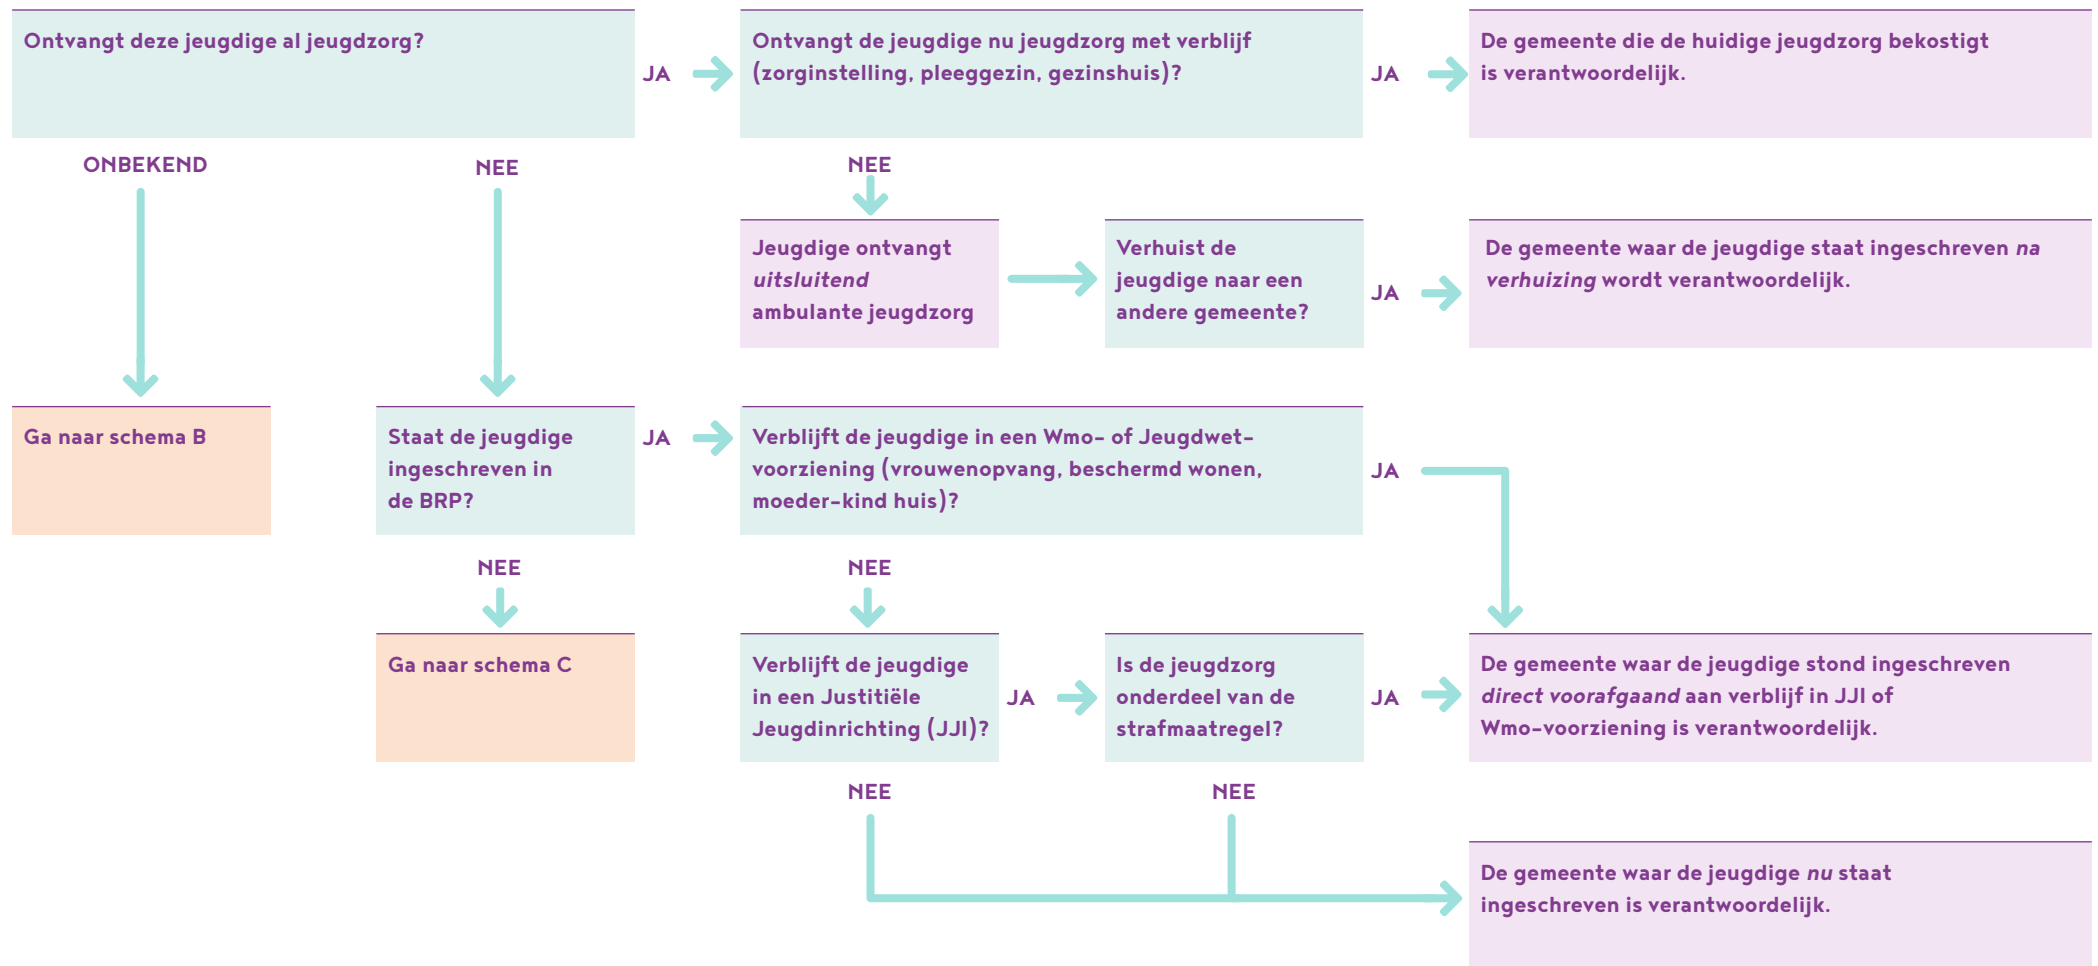 Ontvangt deze jeugdige al jeugdzorg?
JA
Ontvangt de jeugdige nu jeugdzorg met verblijf
(zorginstelling, pleeggezin, gezinshuis)?
JA
De gemeente die de huidige jeugdzorg bekostigt
is verantwoordelijk.
ONBEKEND
NEE
NEE
Jeugdige ontvangt
uitsluitend
ambulante jeugdzorg
Verhuist de
jeugdige naar een
andere gemeente?
JA
De gemeente waar de jeugdige staat ingeschreven na
verhuizing wordt verantwoordelijk.
Ga naar schema B
Staat de jeugdige
ingeschreven in
de BRP?
JA
Verblijft de jeugdige in een Wmo- of Jeugdwet-
voorziening (vrouwenopvang, beschermd wonen,
moeder-kind huis)?
JA
NEE
NEE
Ga naar schema C
Verblijft de jeugdige
in een Justitiële
Jeugdinrichting (JJI)?
JA
Is de jeugdzorg
onderdeel van de
strafmaatregel?
JA
De gemeente waar de jeugdige stond ingeschreven
direct voorafgaand aan verblijf in JJI of
Wmo-voorziening is verantwoordelijk.
NEE
NEE
De gemeente waar de jeugdige nu staat
ingeschreven is verantwoordelijk.